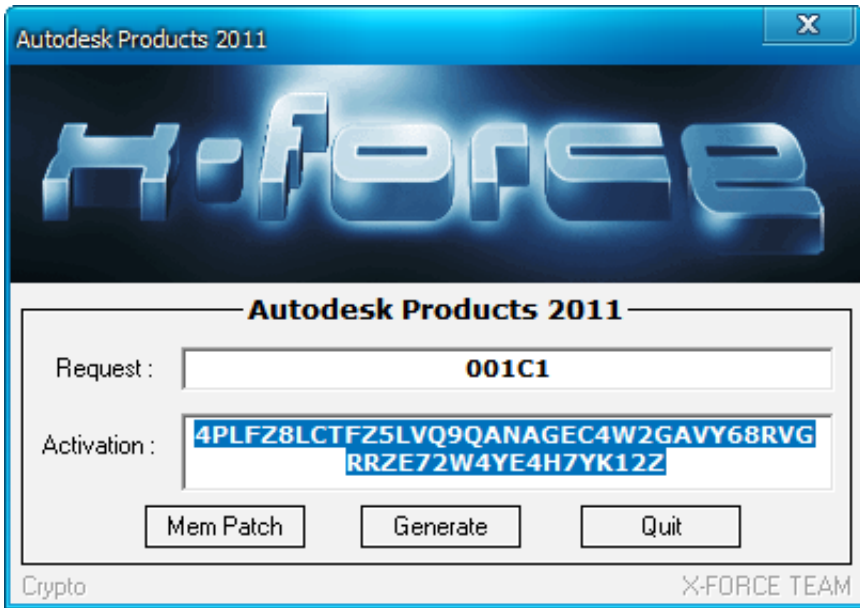 Autodesk Products 2011
x-force
Autodesk Products 2011
Request :
001C1
Activation :
4PLFZ8LCTFZ5LVQ9QANAGEC4W2GAVY68RVG
RRZE72W4YE4H7YK12Z
Mem Patch
Generate
Quit
Crypto
X-FORCE TEAM